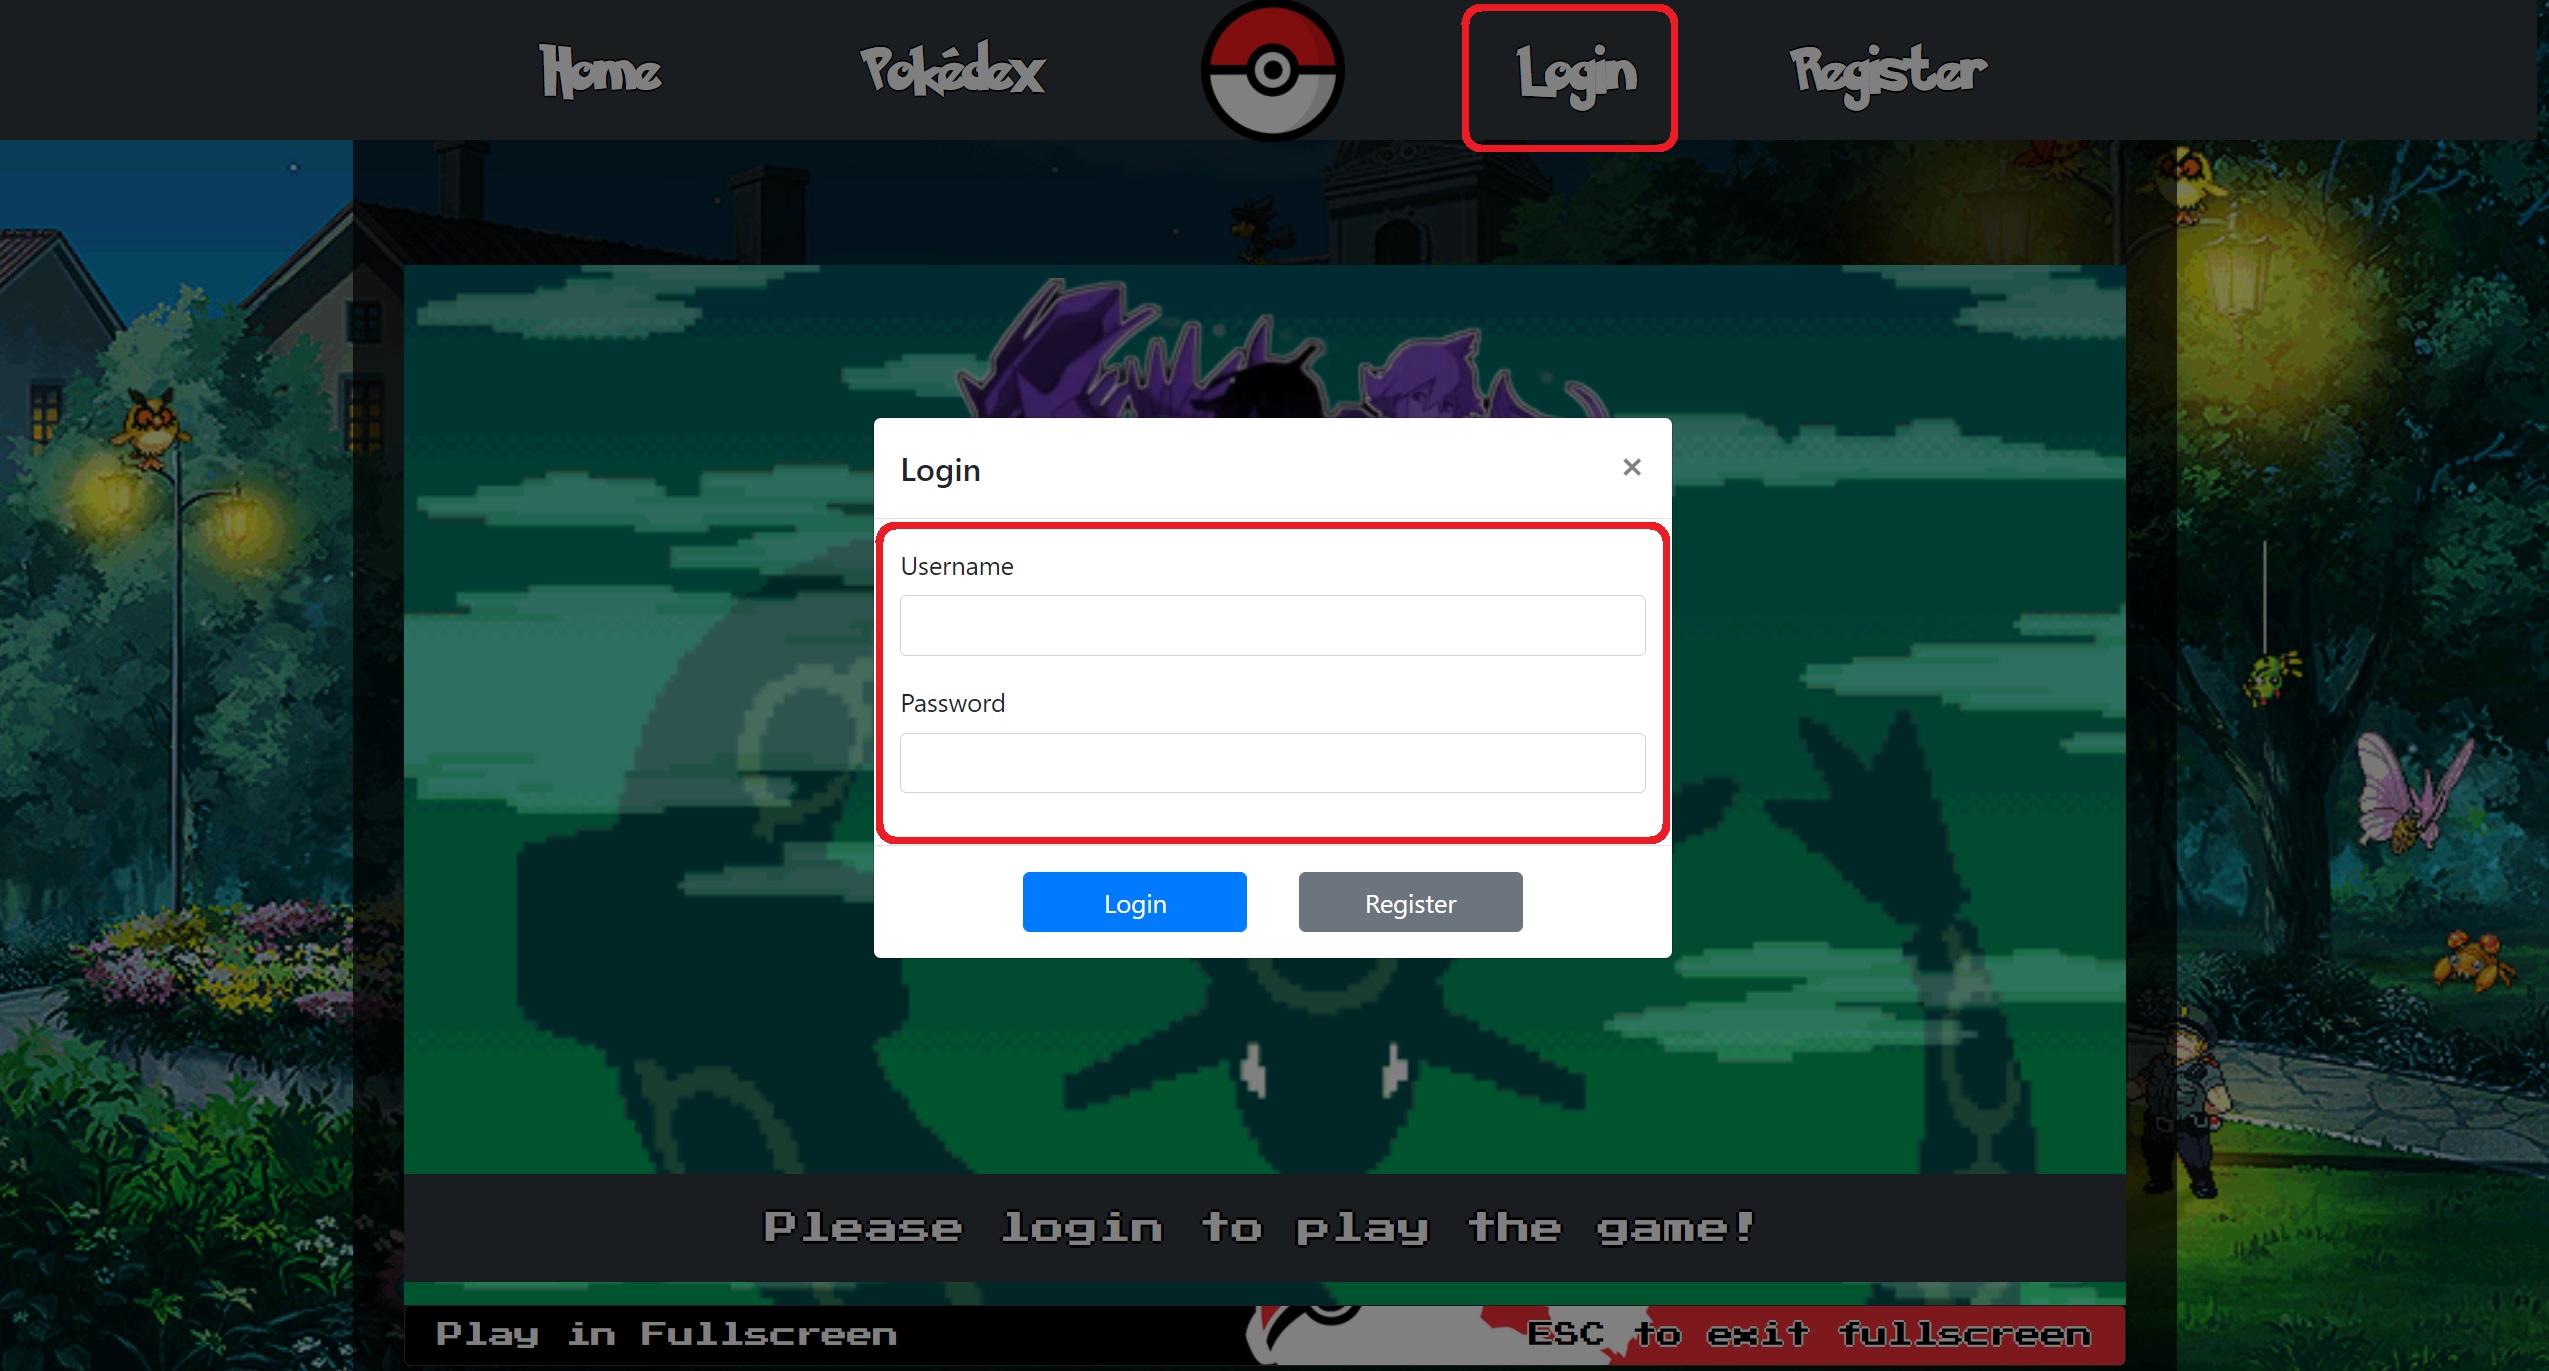 Home Pokédex Login Register
Login ×
Username
Password
Login Register
Please login to play the game!
Play in Fullscreen ESC to exit fullscreen